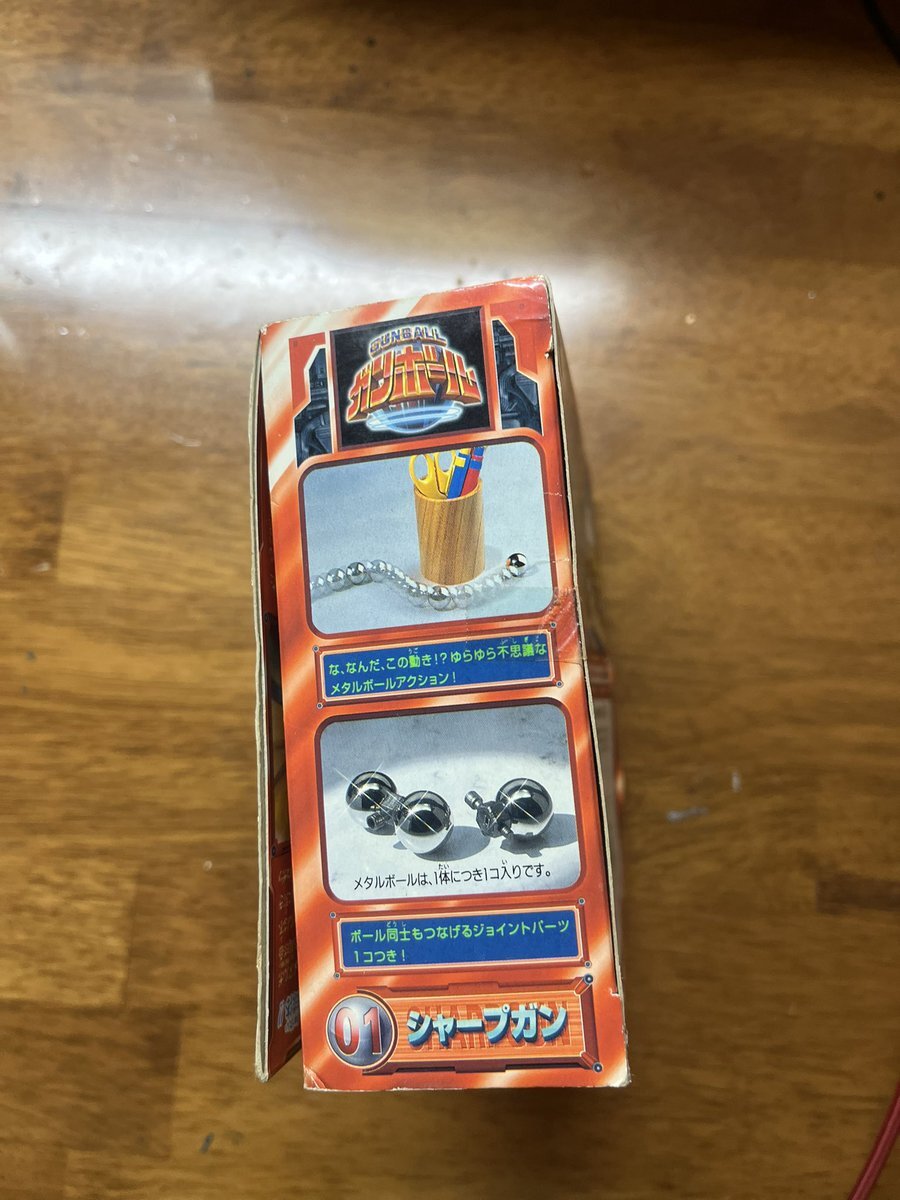 GUNBALL
ガンボール
な、なんだ、この動き!?ゆらゆら不思議な
メタルボールアクション!
メタルボールは、1体につき1コ入りです。
ボール同士もつなげるジョイントパーツ
1コつき!
01 シャープガン